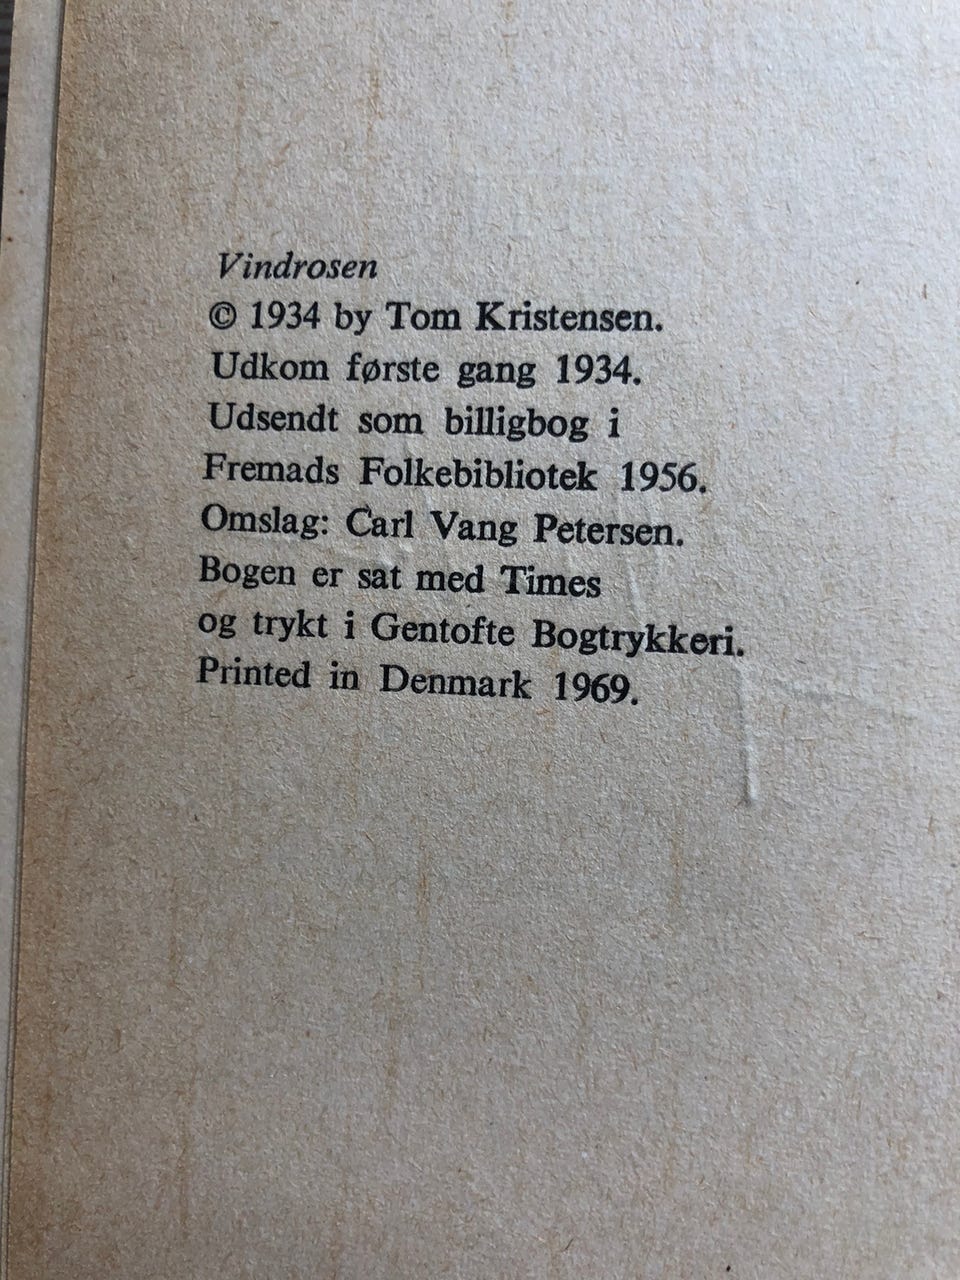 Vindrosen
© 1934 by Tom Kristensen.
Udkom første gang 1934.
Udsendt som billigbog i
Fremads Folkebibliotek 1956.
Omslag: Carl Vang Petersen.
Bogen er sat med Times
og trykt i Gentofte Bogtrykkeri.
Printed in Denmark 1969.